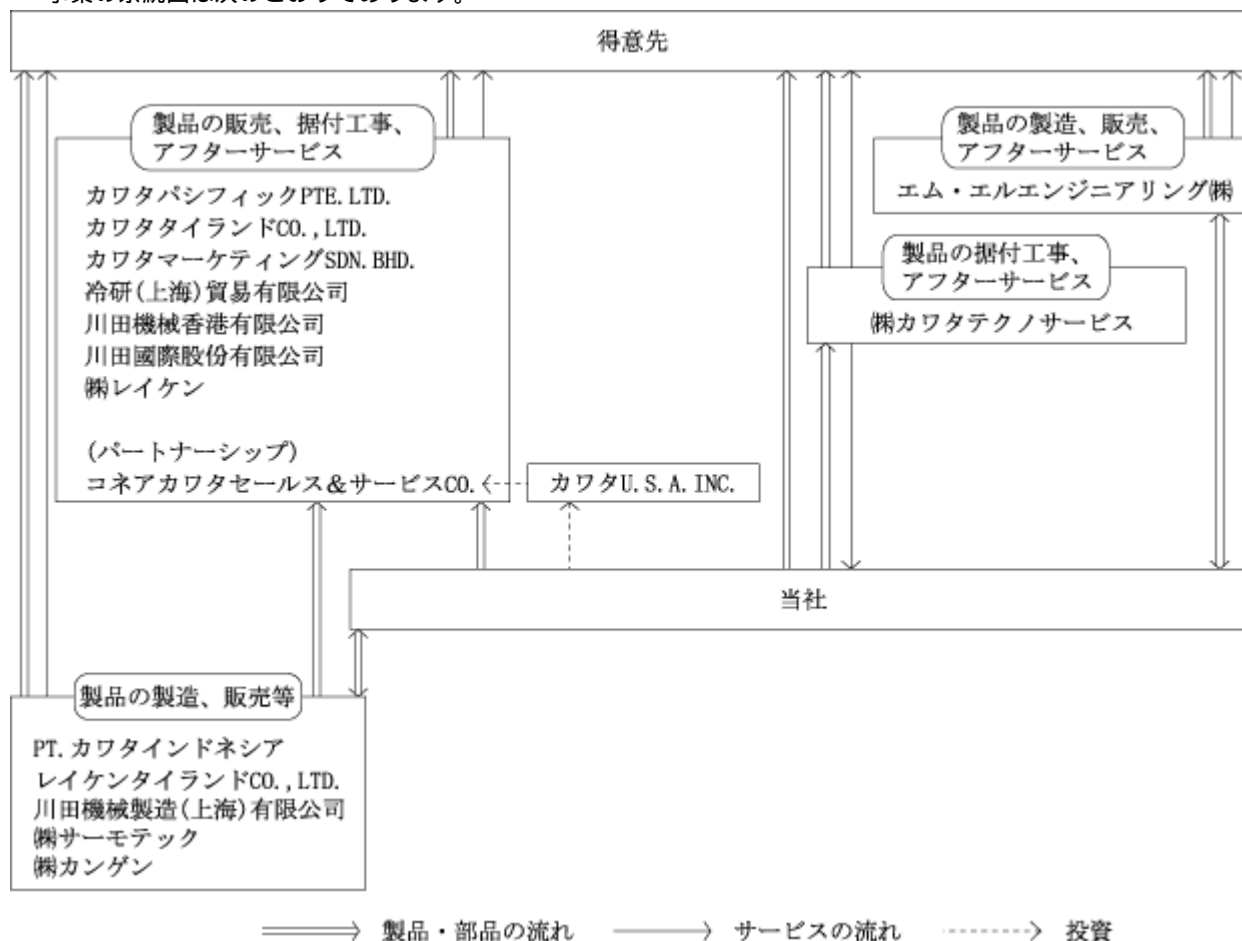 事業の系統図は次のとおりであります。
得意先
製品の販売、据付工事、
アフターサービス
カワタパシフィックPTE.LTD.
カワタタイランドCO.,LTD.
カワタマーケティングSDN.BHD.
冷研(上海)貿易有限公司
川田機械香港有限公司
川田國際股份有限公司
㈱レイケン
(パートナーシップ)
コネアカワタセールス&サービスCO.
カワタU.S.A.INC.
製品の製造、販売、
アフターサービス
エム・エルエンジニアリング㈱
製品の据付工事、
アフターサービス
㈱カワタテクノサービス
当社
製品の製造、販売等
PT.カワタインドネシア
レイケンタイランドCO.,LTD.
川田機械製造(上海)有限公司
㈱サーモテック
㈱カンゲン
製品・部品の流れ
サービスの流れ
投資